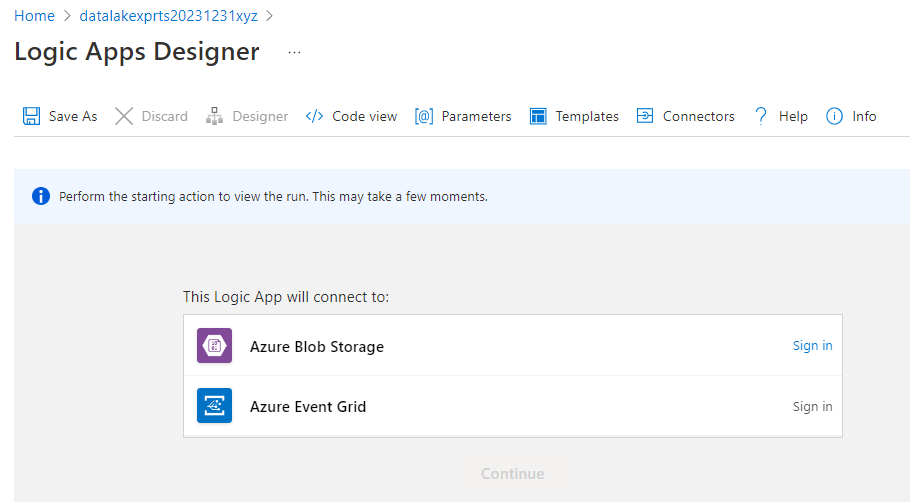 Home > datalakexprts20231231xyz >
Logic Apps Designer ...
Save As Discard Designer </> Code view [@] Parameters Templates Connectors ? Help Info
Perform the starting action to view the run. This may take a few moments.
This Logic App will connect to:
Azure Blob Storage Sign in
Azure Event Grid Sign in
Continue